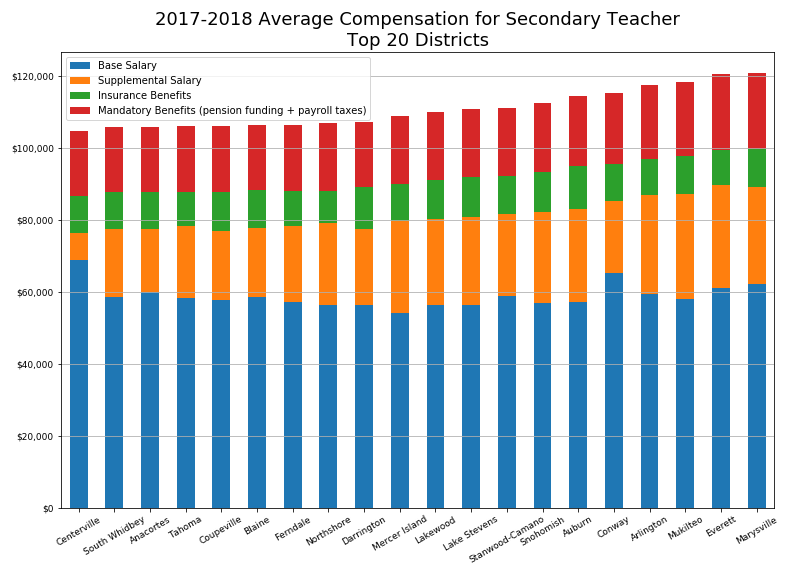 2017-2018 Average Compensation for Secondary Teacher
Top 20 Districts
Base Salary
Supplemental Salary
Insurance Benefits
Mandatory Benefits (pension funding + payroll taxes)
$120,000
$100,000
$80,000
$60,000
$40,000
$20,000
$0
Centerville
South Whidbey
Anacortes
Tahoma
Coupeville
Blaine
Ferndale
Northshore
Darrington
Mercer Island
Lakewood
Lake Stevens
Stanwood-Camano
Snohomish
Auburn
Conway
Arlington
Mukilteo
Everett
Marysville